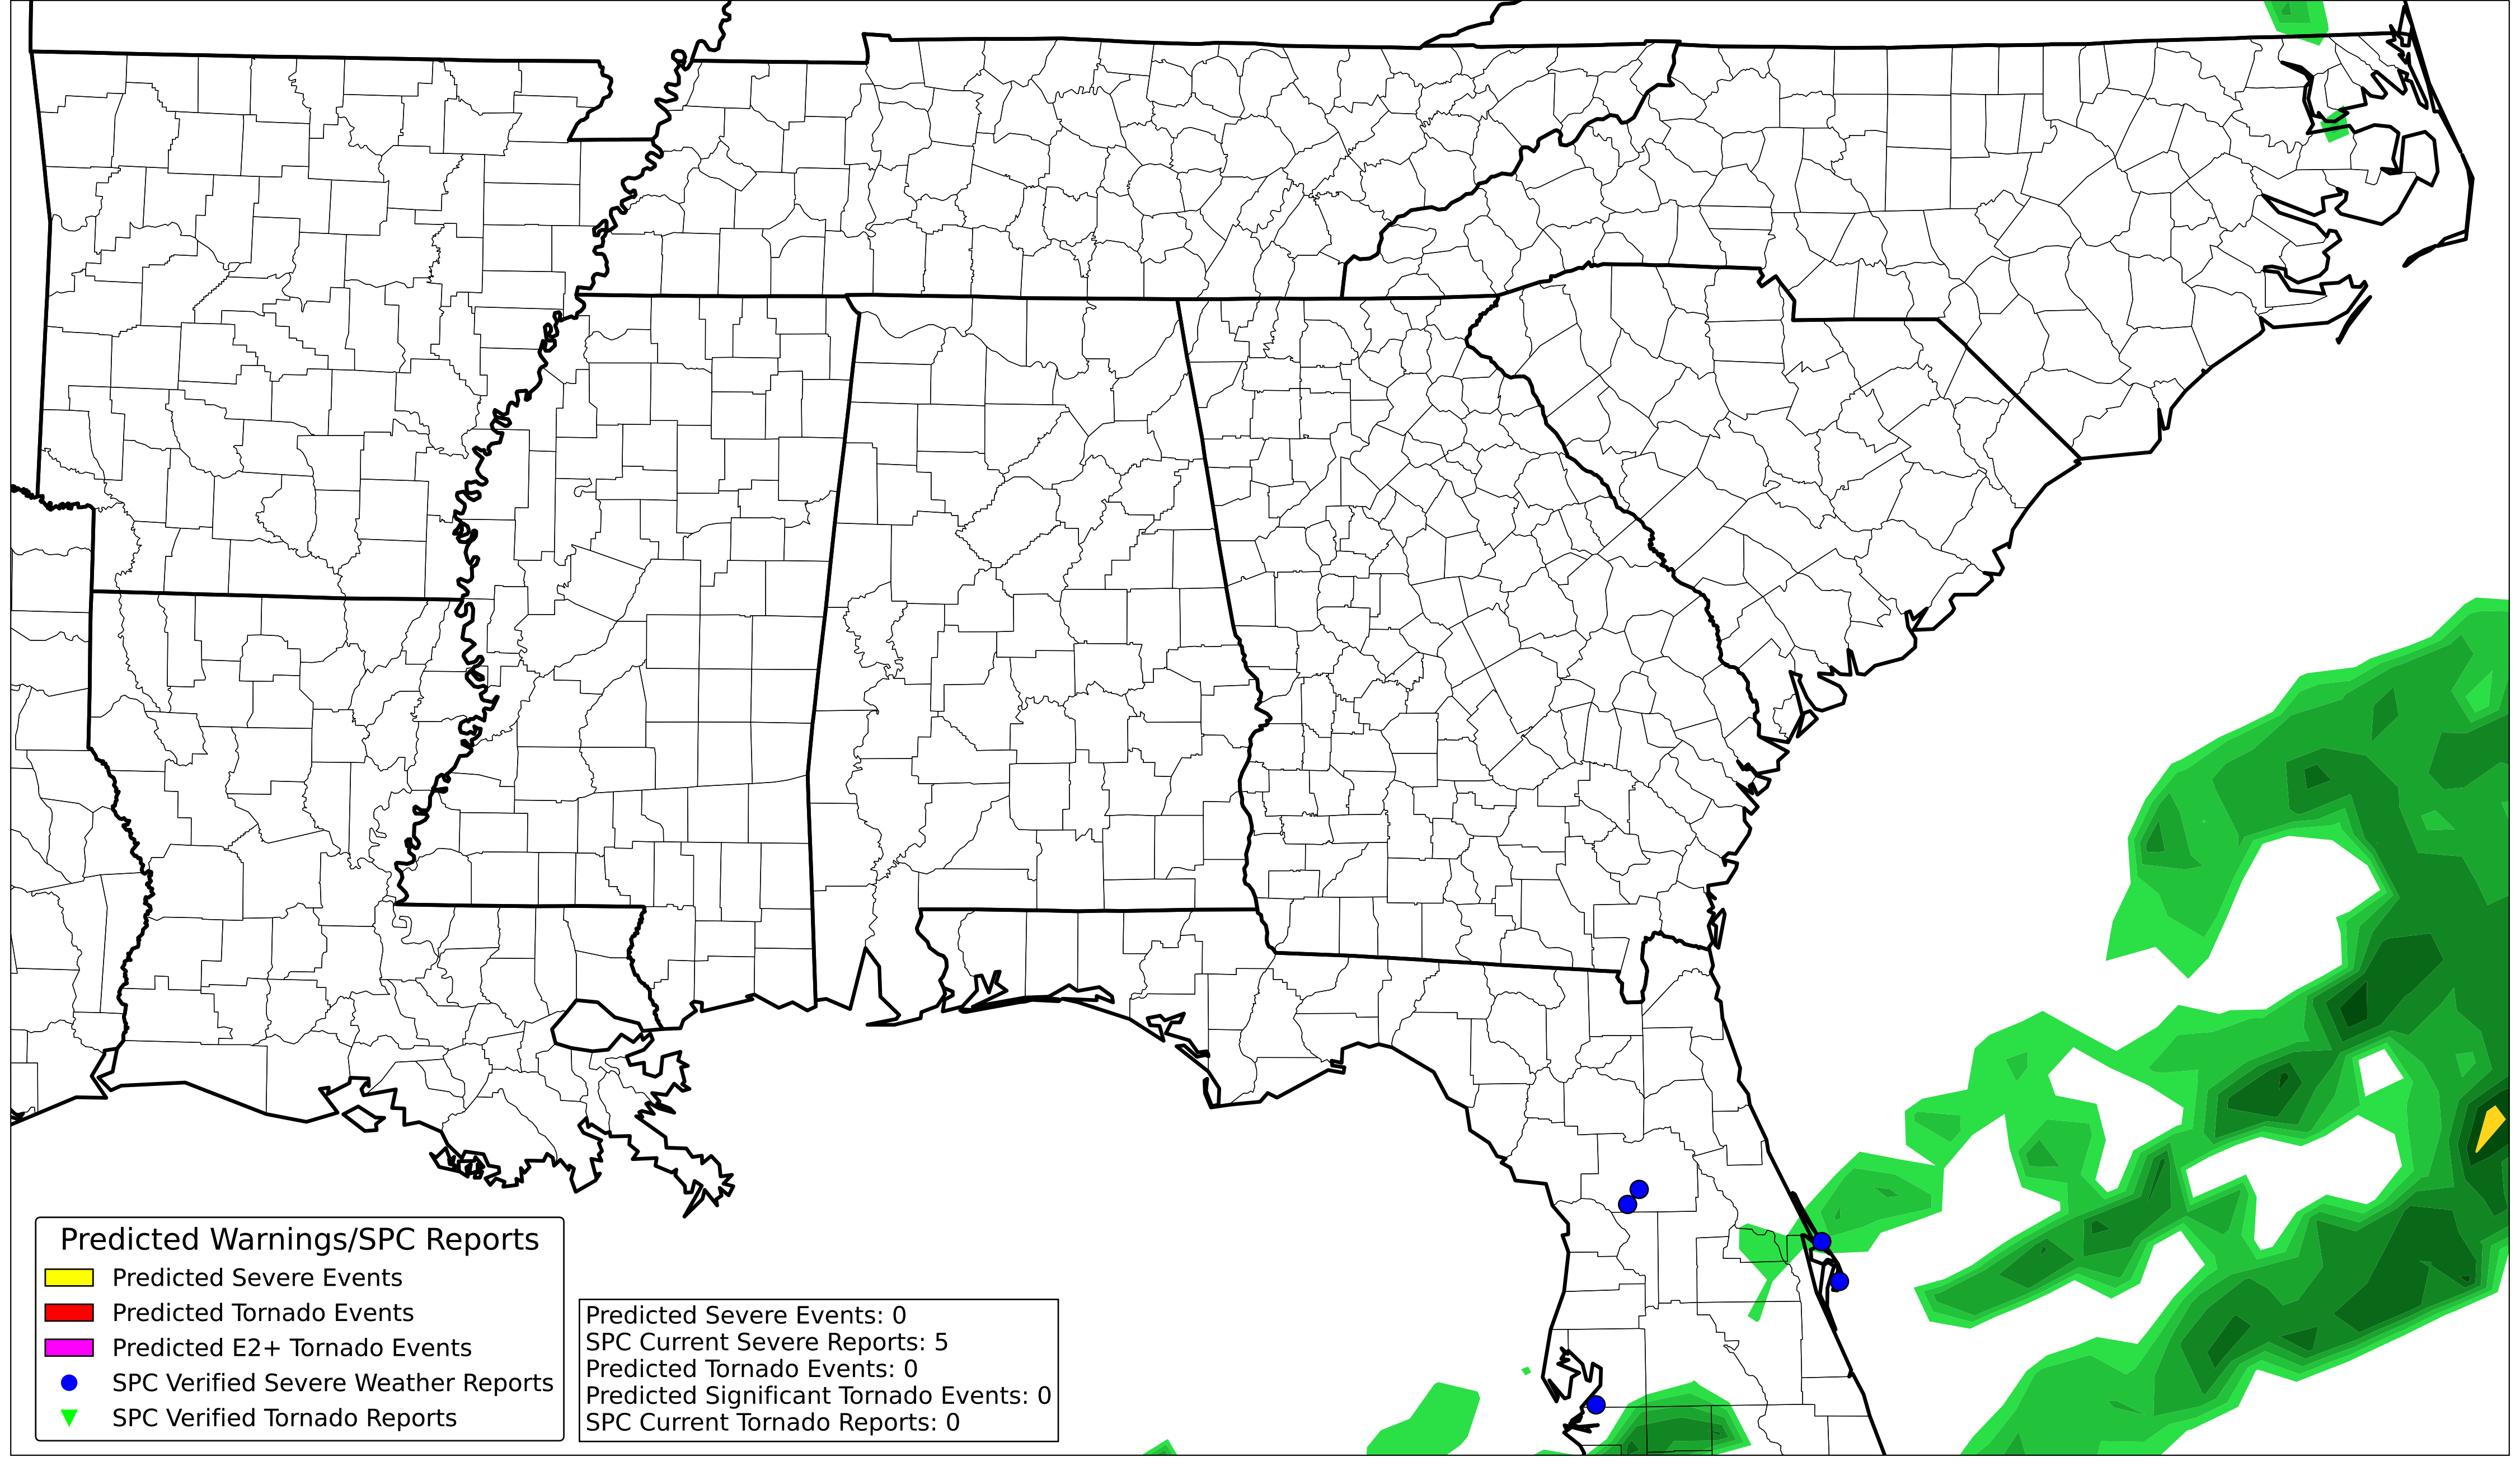 Predicted Warnings/SPC Reports
Predicted Severe Events
Predicted Tornado Events
Predicted E2+ Tornado Events
SPC Verified Severe Weather Reports
SPC Verified Tornado Reports
Predicted Severe Events: 0
SPC Current Severe Reports: 5
Predicted Tornado Events: 0
Predicted Significant Tornado Events: 0
SPC Current Tornado Reports: 0